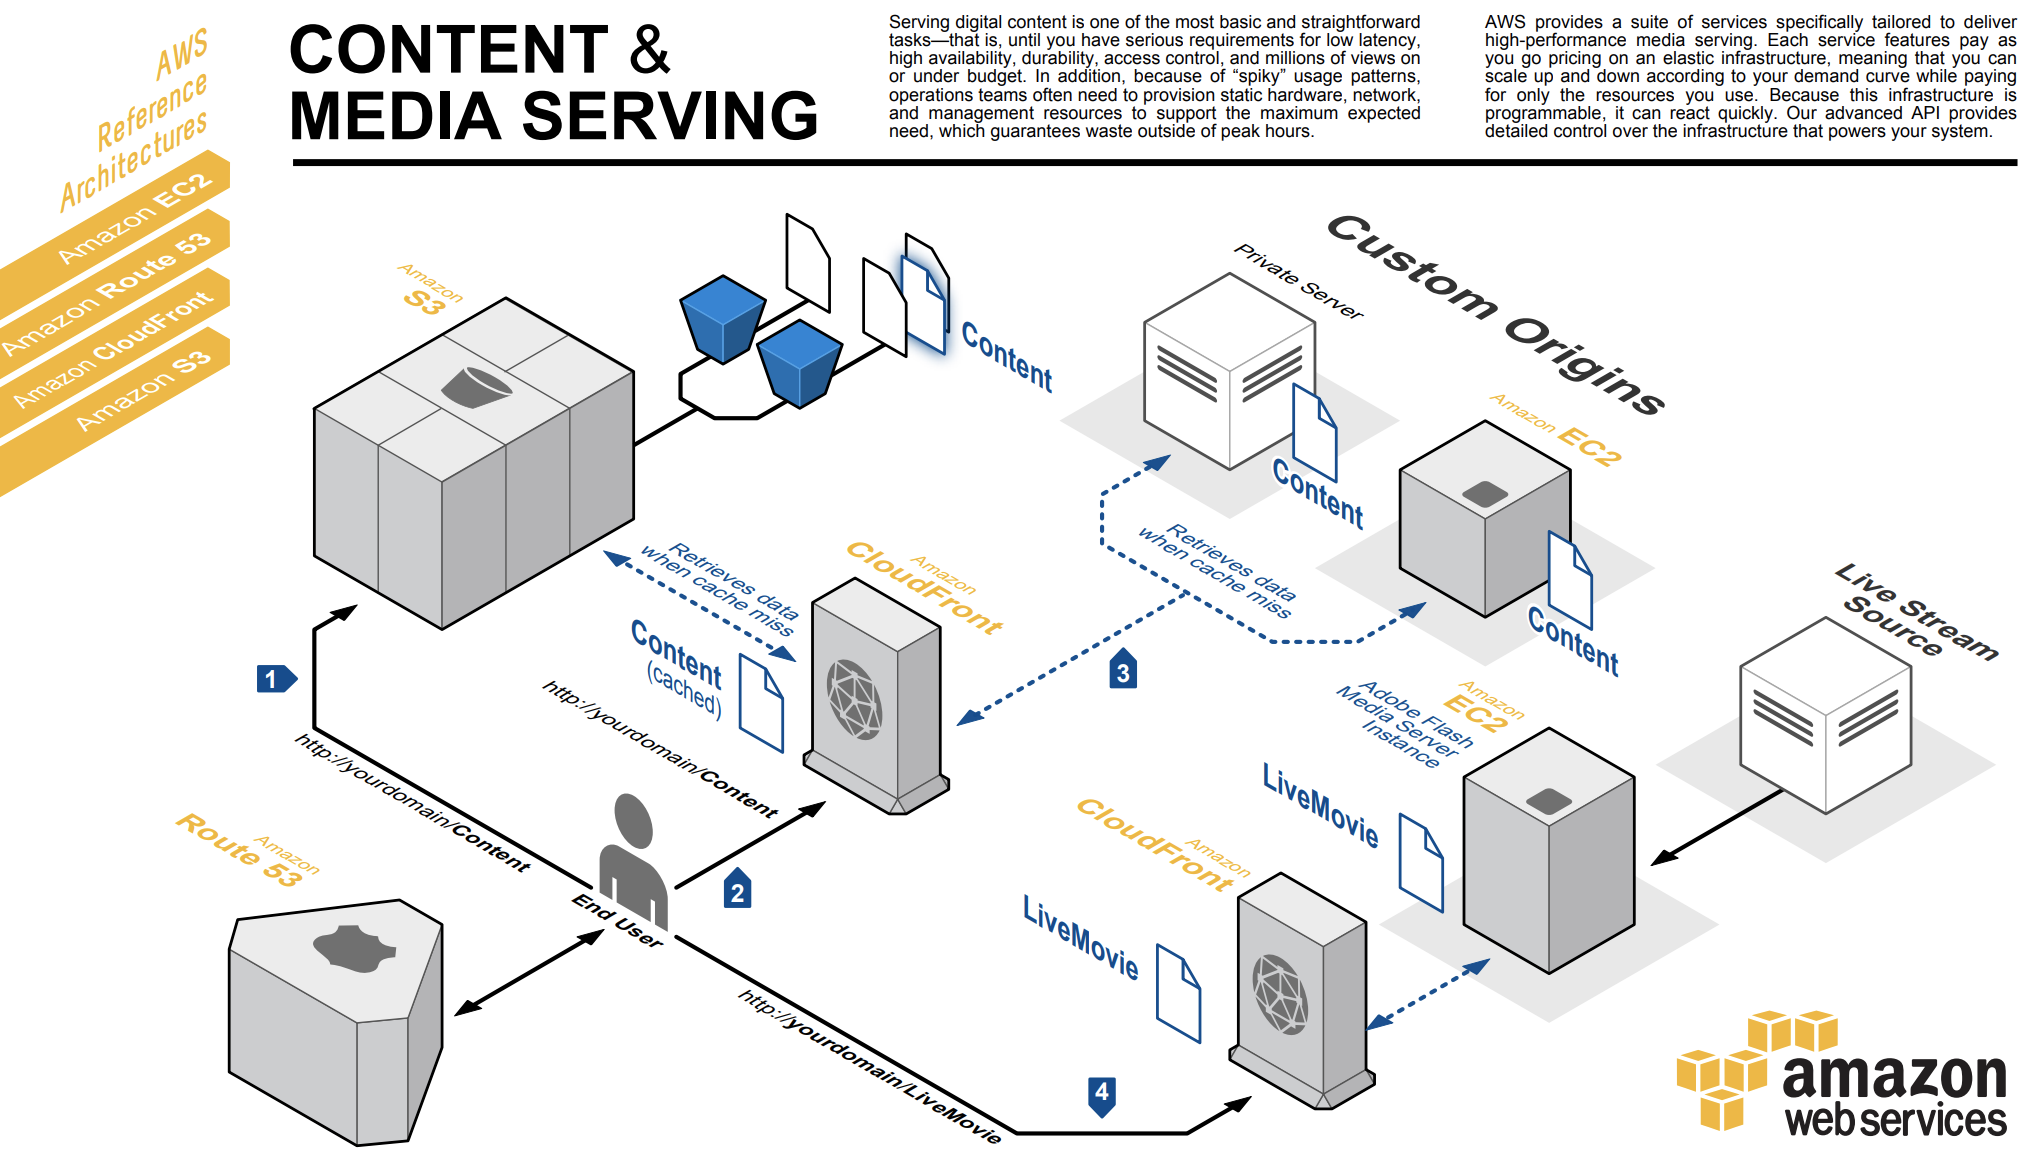 AWS
Reference
Architectures
Amazon EC2
Amazon Route 53
Amazon CloudFront
Amazon S3
CONTENT &
MEDIA SERVING
Serving digital content is one of the most basic and straightforward
tasks—that is, until you have serious requirements for low latency,
high availability, durability, access control, and millions of views on
or under budget. In addition, because of “spiky” usage patterns,
operations teams often need to provision static hardware, network,
and management resources to support the maximum expected
need, which guarantees waste outside of peak hours.
AWS provides a suite of services specifically tailored to deliver
high-performance media serving. Each service features pay as
you go pricing on an elastic infrastructure, meaning that you can
scale up and down according to your demand curve while paying
for only the resources you use. Because this infrastructure is
programmable, it can react quickly. Our advanced API provides
detailed control over the infrastructure that powers your system.
Amazon
S3
Content
Private Server
Custom Origins
Content
Amazon EC2
Content
Retrieves data
when cache miss
Amazon
CloudFront
Content
(cached)
Retrieves data
when cache miss
3
Live Stream
Source
1
http://yourdomain/Content
http://yourdomain/Content
2
End User
Amazon
Route 53
Amazon
EC2
Adobe Flash
Media Server
Instance
LiveMovie
Amazon
CloudFront
LiveMovie
http://yourdomain/LiveMovie
4
amazon
web services